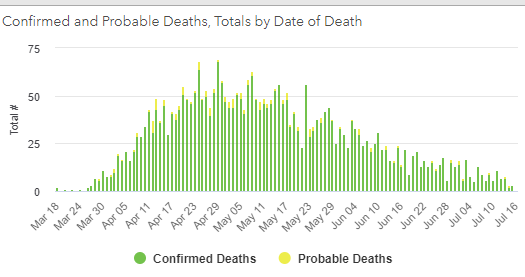 Confirmed and Probable Deaths, Totals by Date of Death
75
50
25
0
Total #
Mar 18
Mar 24
Mar 30
Apr 05
Apr 11
Apr 17
Apr 23
Apr 29
May 05
May 11
May 17
May 23
May 29
Jun 04
Jun 10
Jun 16
Jun 22
Jun 28
Jul 04
Jul 10
Jul 16
Confirmed Deaths
Probable Deaths